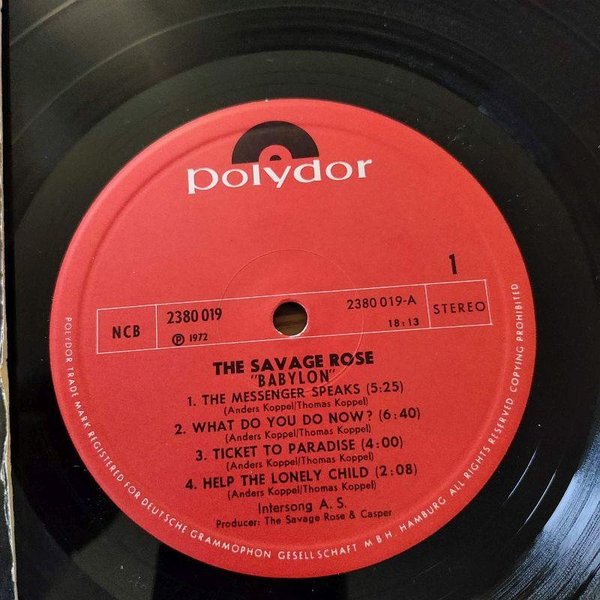 polydor
1
NCB
2380 019
℗ 1972
2380 019-A
18:13
STEREO
THE SAVAGE ROSE
"BABYLON"
1. THE MESSENGER SPEAKS (5:25)
(Anders Koppel/Thomas Koppel)
2. WHAT DO YOU DO NOW? (6:40)
(Anders Koppel/Thomas Koppel)
3. TICKET TO PARADISE (4:00)
(Anders Koppel/Thomas Koppel)
4. HELP THE LONELY CHILD (2:08)
(Anders Koppel/Thomas Koppel)
Intersong A. S.
Producer: The Savage Rose & Casper
POLYDOR TRADE MARK REGISTERED FOR DEUTSCHE GRAMMOPHON GESELLSCHAFT M B H HAMBURG ALL RIGHTS RESERVED COPYING PROHIBITED